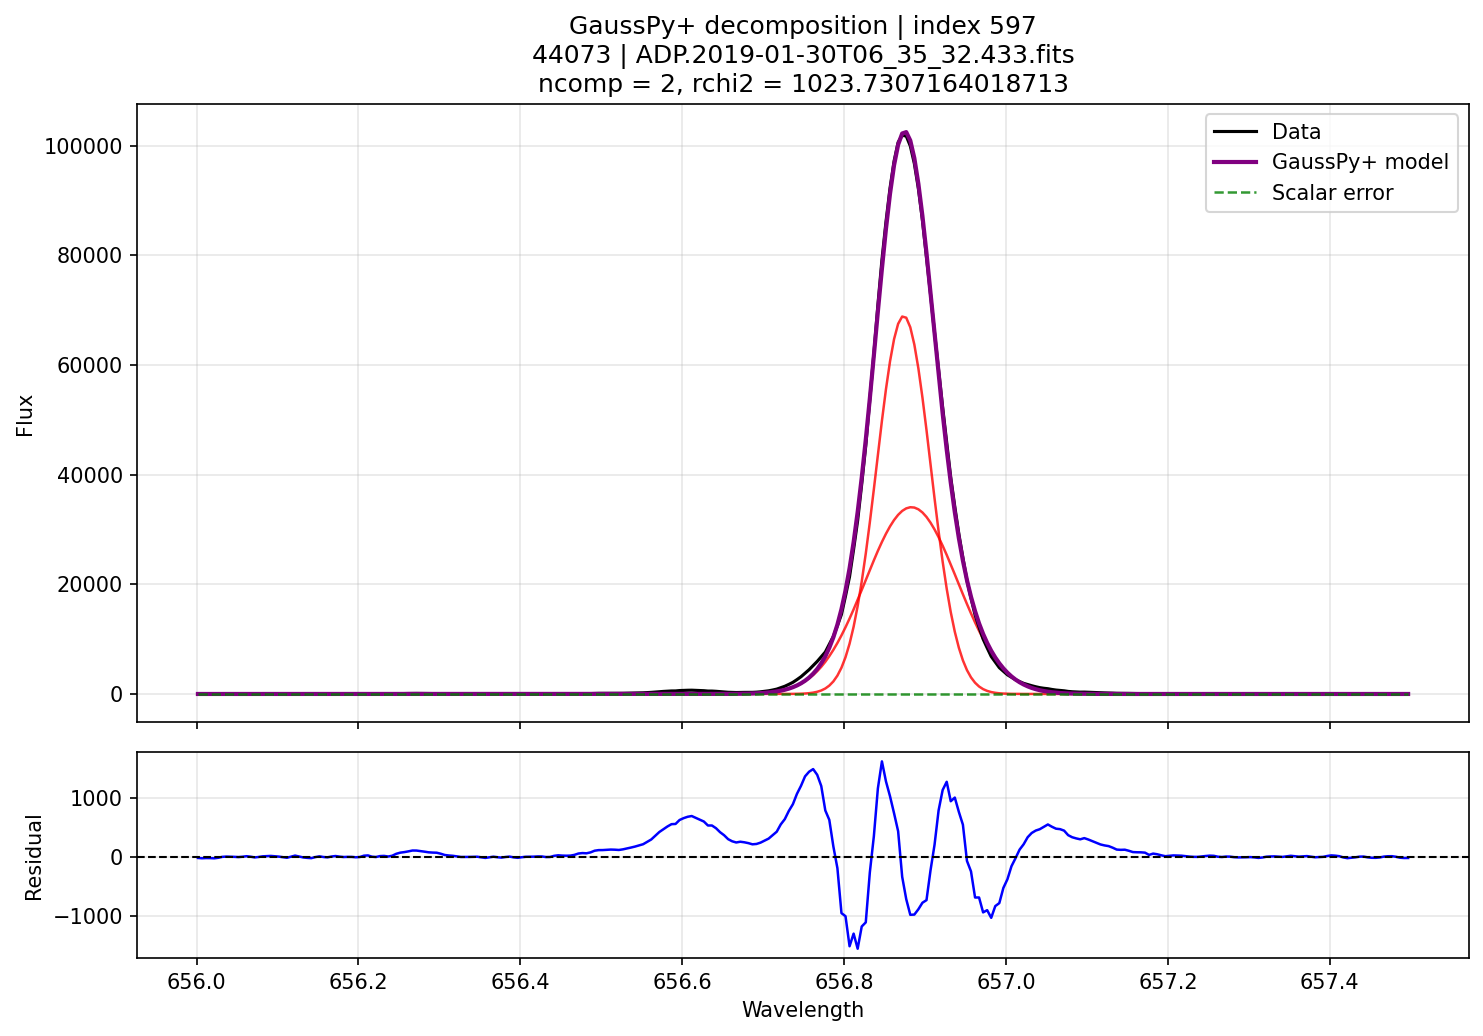 GaussPy+ decomposition | index 597
44073 | ADP.2019-01-30T06_35_32.433.fits
ncomp = 2, rchi2 = 1023.7307164018713
Data
GaussPy+ model
Scalar error
100000
80000
60000
40000
20000
0
Flux
1000
0
−1000
Residual
656.0 656.2 656.4 656.6 656.8 657.0 657.2 657.4
Wavelength